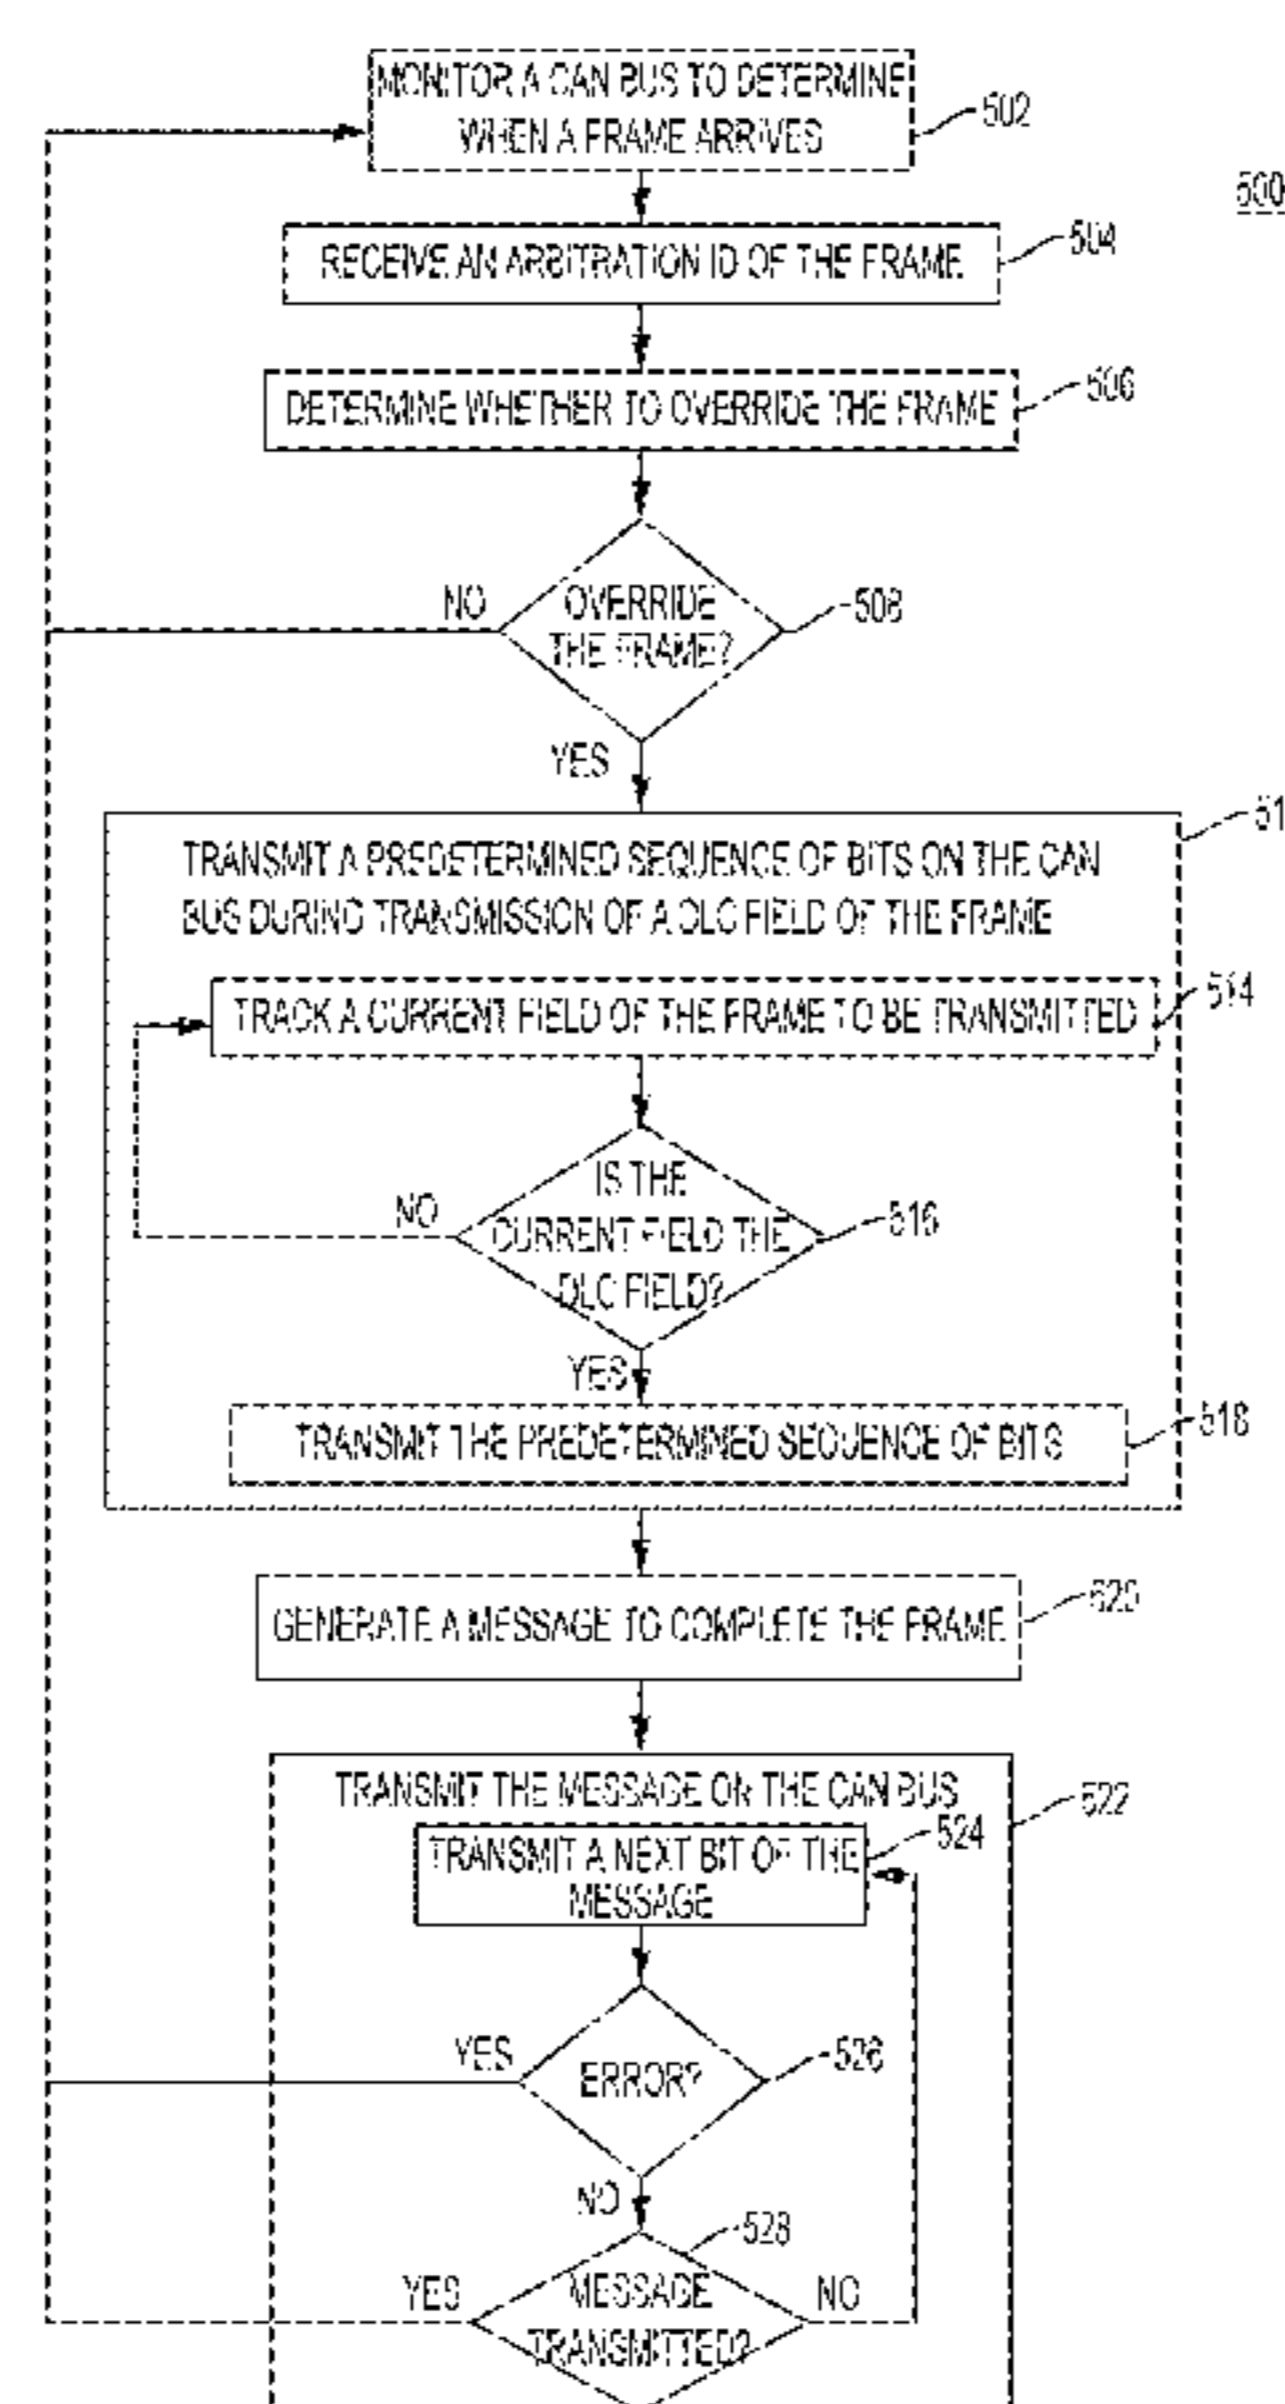 MONITOR A CAN BUS TO DETERMINE
WHEN A FRAME ARRIVES
502
500
RECEIVE AN ARBITRATION ID OF THE FRAME
504
DETERMINE WHETHER TO OVERRIDE THE FRAME
506
NO
OVERRIDE
THE FRAME?
508
YES
51
TRANSMIT A PREDETERMINED SEQUENCE OF BITS ON THE CAN
BUS DURING TRANSMISSION OF A DLC FIELD OF THE FRAME
TRACK A CURRENT FIELD OF THE FRAME TO BE TRANSMITTED
514
NO
IS THE
CURRENT FIELD THE
DLC FIELD?
516
YES
TRANSMIT THE PREDETERMINED SEQUENCE OF BITS
518
GENERATE A MESSAGE TO COMPLETE THE FRAME
520
TRANSMIT THE MESSAGE ON THE CAN BUS
522
TRANSMIT A NEXT BIT OF THE
MESSAGE
524
YES
ERROR?
526
NO
528
YES
MESSAGE
TRANSMITTED?
NO